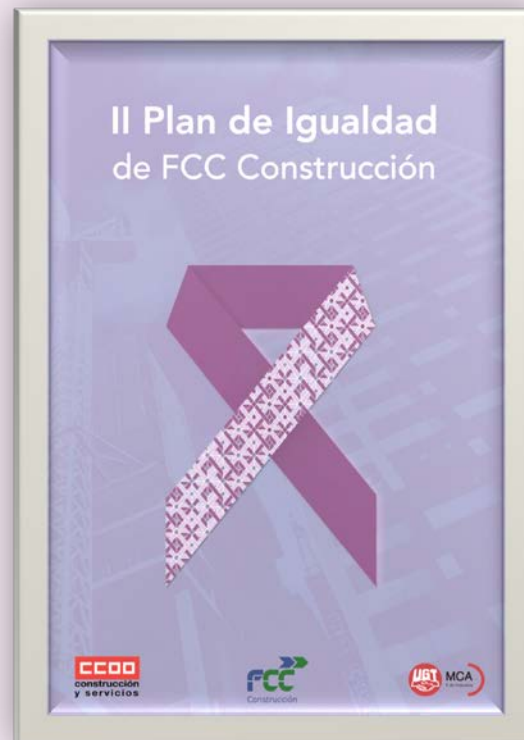 II Plan de Igualdad
de FCC Construcción
CCOO
construcción
y servicios
FCC
Construcción
UGT
MCA